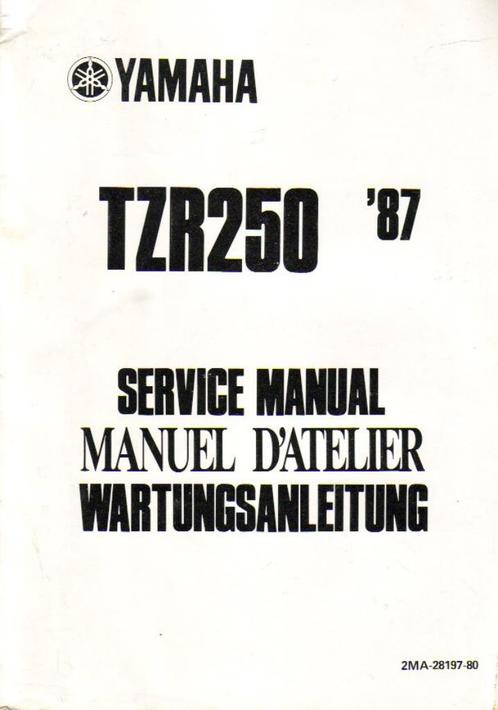 YAMAHA
TZR250 '87
SERVICE MANUAL
MANUEL D'ATELIER
WARTUNGSANLEITUNG
2MA-28197-80